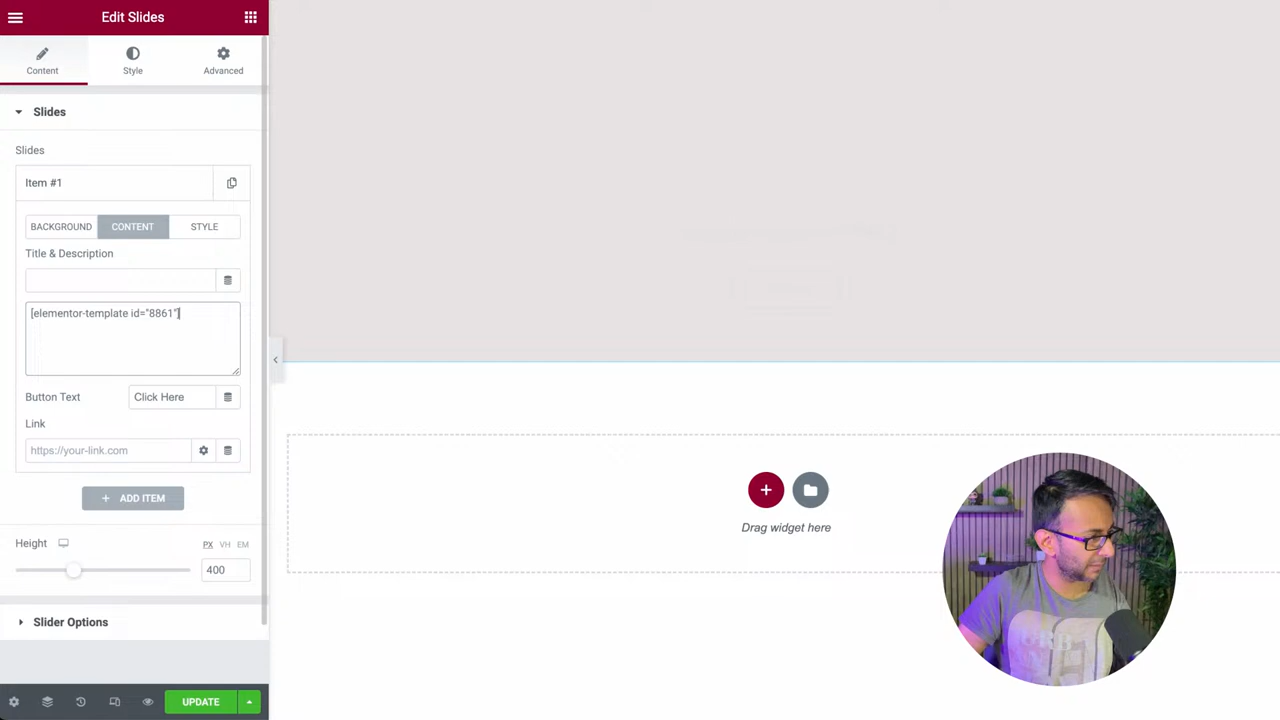 Edit Slides
Content
Style
Advanced
Slides
Slides
Item #1
BACKGROUND
CONTENT
STYLE
Title & Description
[elementor-template id="8861"]
Button Text
Click Here
Link
https://your-link.com
+ ADD ITEM
Height
PX
VH
EM
400
Slider Options
UPDATE
Drag widget here